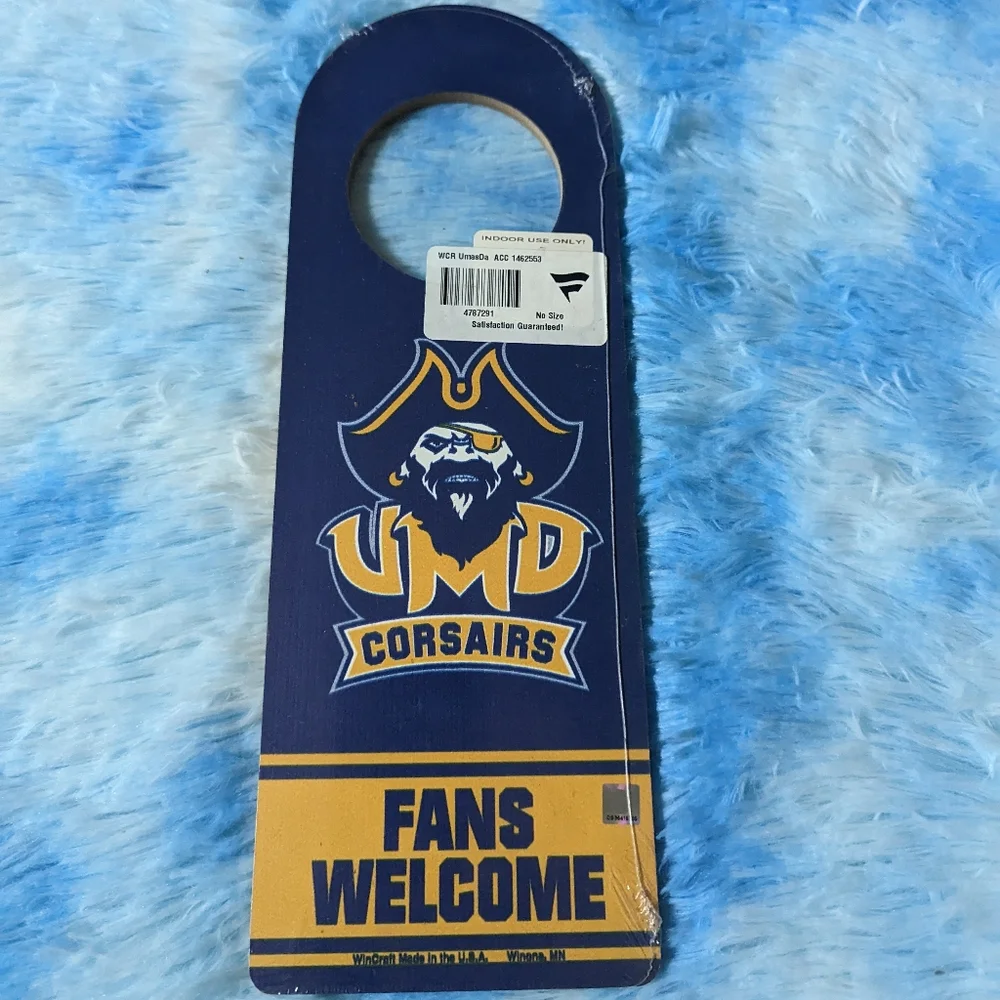 INDOOR USE ONLY!
WCR UmasDa ACC 1462553
4787291 No Size
Satisfaction Guaranteed!
UMD
CORSAIRS
FANS
WELCOME
WinCraft Made in the U.S.A. Winona, MN